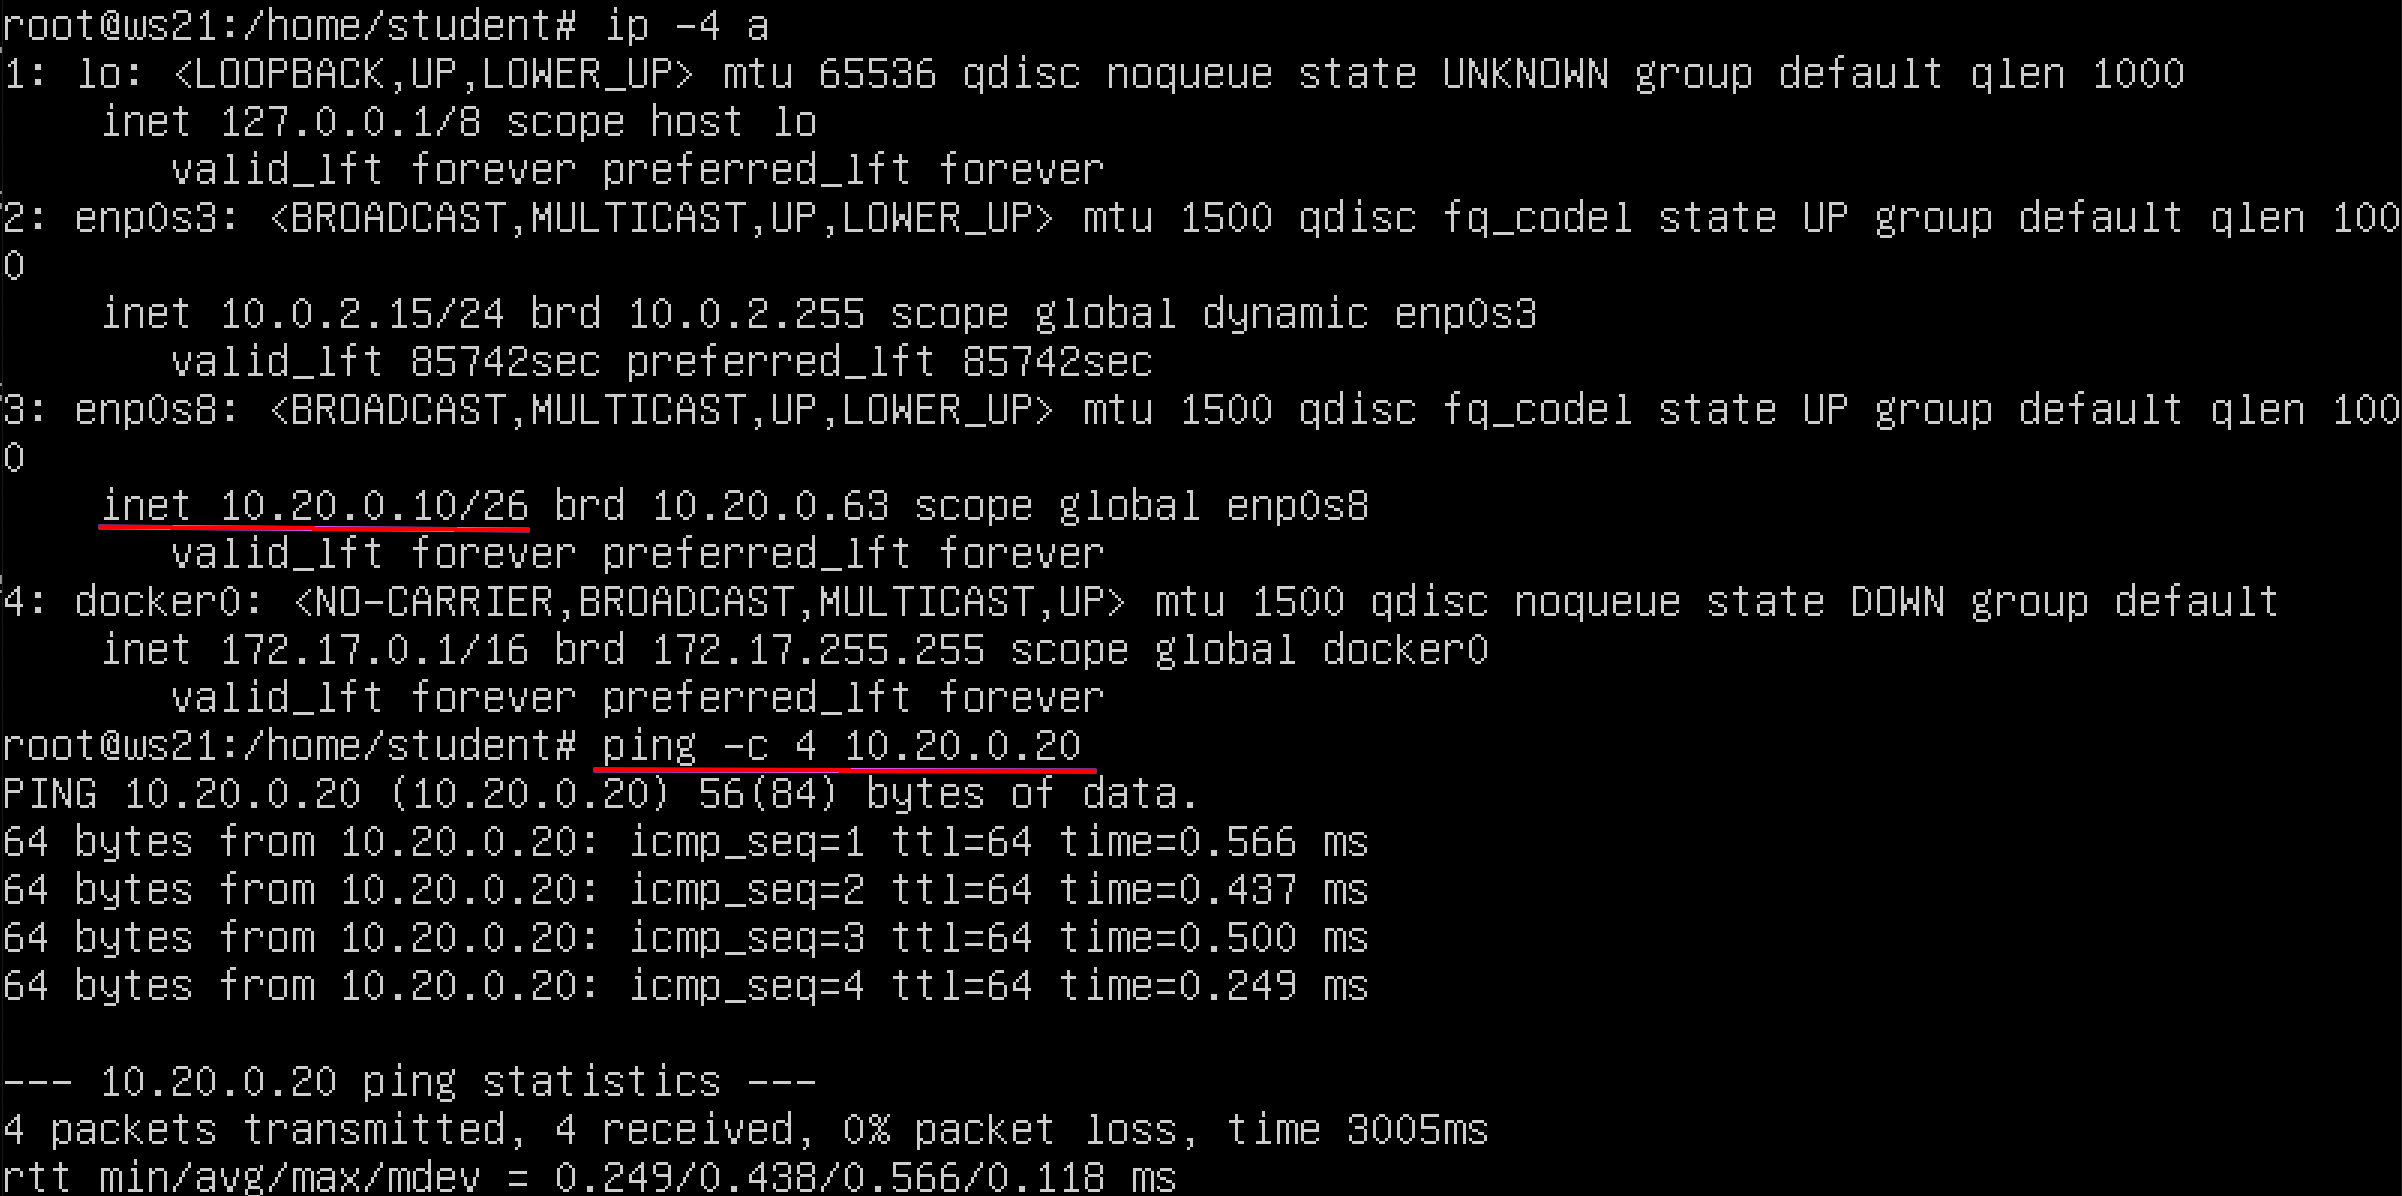 root@ws21:/home/student# ip -4 a
1: lo: <LOOPBACK,UP,LOWER_UP> mtu 65536 qdisc noqueue state UNKNOWN group default qlen 1000
    inet 127.0.0.1/8 scope host lo
       valid_lft forever preferred_lft forever
2: enp0s3: <BROADCAST,MULTICAST,UP,LOWER_UP> mtu 1500 qdisc fq_codel state UP group default qlen 100
0
    inet 10.0.2.15/24 brd 10.0.2.255 scope global dynamic enp0s3
       valid_lft 85742sec preferred_lft 85742sec
3: enp0s8: <BROADCAST,MULTICAST,UP,LOWER_UP> mtu 1500 qdisc fq_codel state UP group default qlen 100
0
    inet 10.20.0.10/26 brd 10.20.0.63 scope global enp0s8
       valid_lft forever preferred_lft forever
4: docker0: <NO-CARRIER,BROADCAST,MULTICAST,UP> mtu 1500 qdisc noqueue state DOWN group default
    inet 172.17.0.1/16 brd 172.17.255.255 scope global docker0
       valid_lft forever preferred_lft forever
root@ws21:/home/student# ping -c 4 10.20.0.20
PING 10.20.0.20 (10.20.0.20) 56(84) bytes of data.
64 bytes from 10.20.0.20: icmp_seq=1 ttl=64 time=0.566 ms
64 bytes from 10.20.0.20: icmp_seq=2 ttl=64 time=0.437 ms
64 bytes from 10.20.0.20: icmp_seq=3 ttl=64 time=0.500 ms
64 bytes from 10.20.0.20: icmp_seq=4 ttl=64 time=0.249 ms

--- 10.20.0.20 ping statistics ---
4 packets transmitted, 4 received, 0% packet loss, time 3005ms
rtt min/avg/max/mdev = 0.249/0.438/0.566/0.118 ms